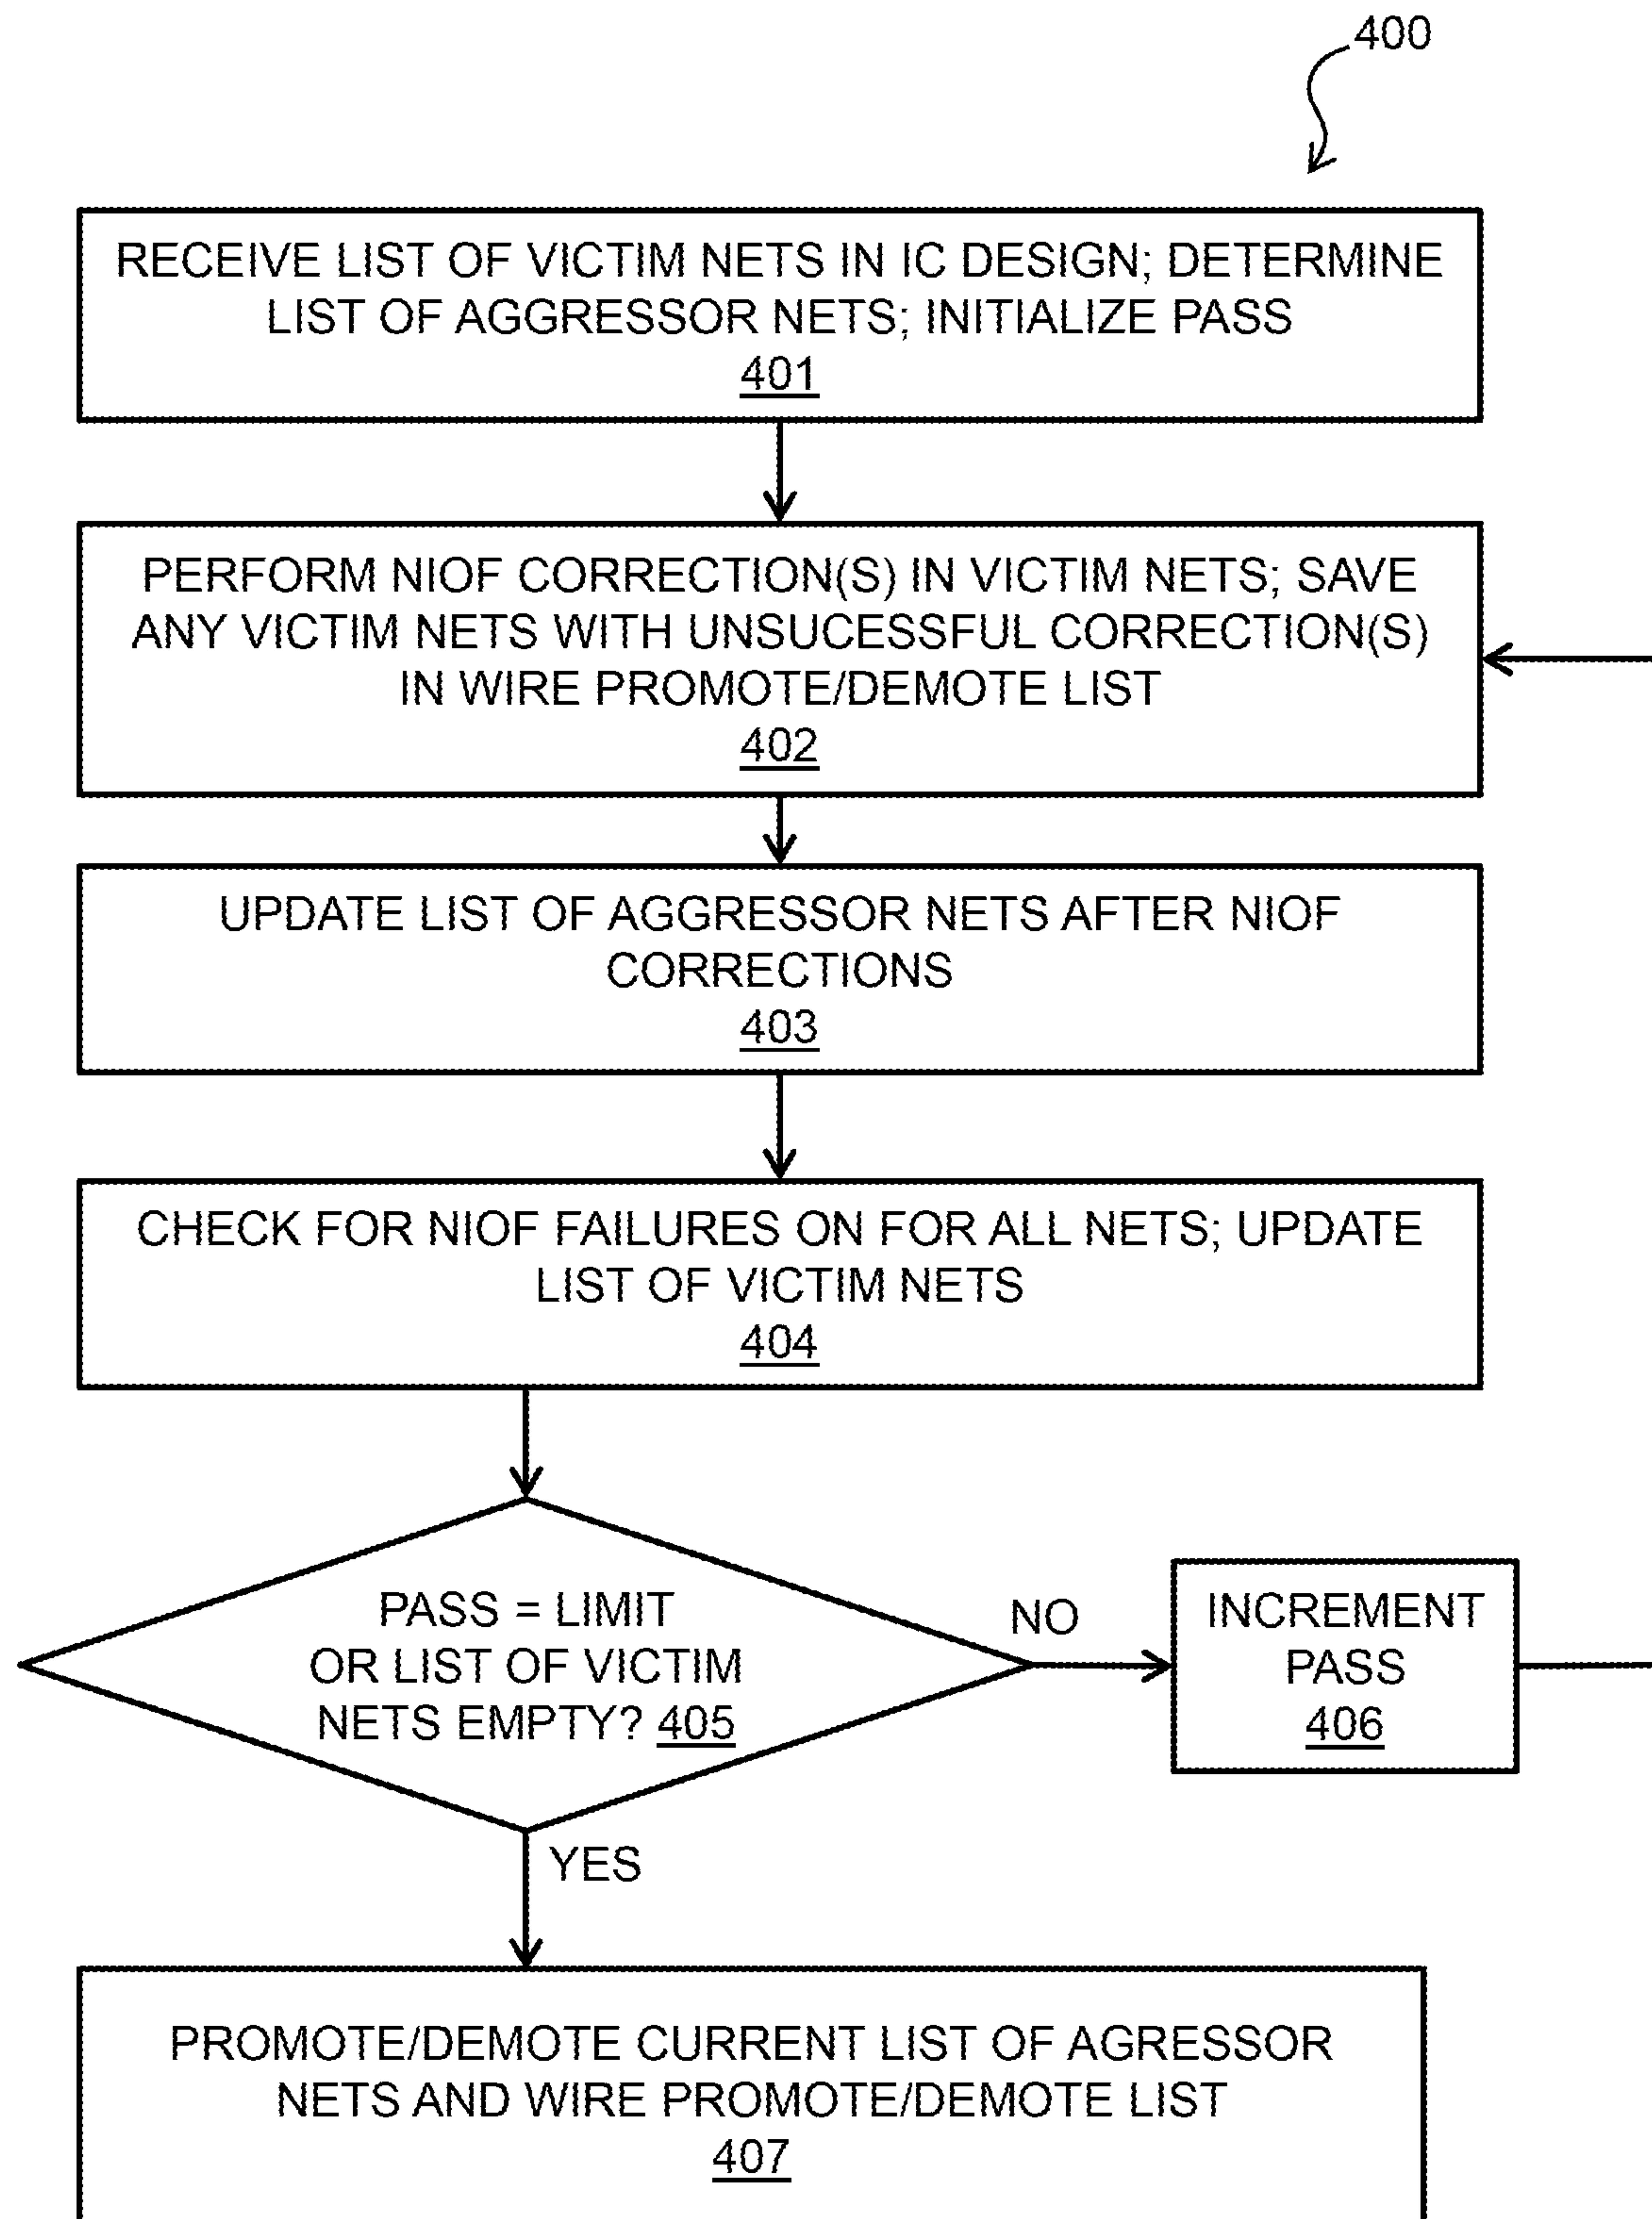 400
RECEIVE LIST OF VICTIM NETS IN IC DESIGN; DETERMINE
LIST OF AGGRESSOR NETS; INITIALIZE PASS
401
PERFORM NIOF CORRECTION(S) IN VICTIM NETS; SAVE
ANY VICTIM NETS WITH UNSUCESSFUL CORRECTION(S)
IN WIRE PROMOTE/DEMOTE LIST
402
UPDATE LIST OF AGGRESSOR NETS AFTER NIOF
CORRECTIONS
403
CHECK FOR NIOF FAILURES ON FOR ALL NETS; UPDATE
LIST OF VICTIM NETS
404
PASS = LIMIT
OR LIST OF VICTIM
NETS EMPTY? 405
NO
INCREMENT
PASS
406
YES
PROMOTE/DEMOTE CURRENT LIST OF AGRESSOR
NETS AND WIRE PROMOTE/DEMOTE LIST
407